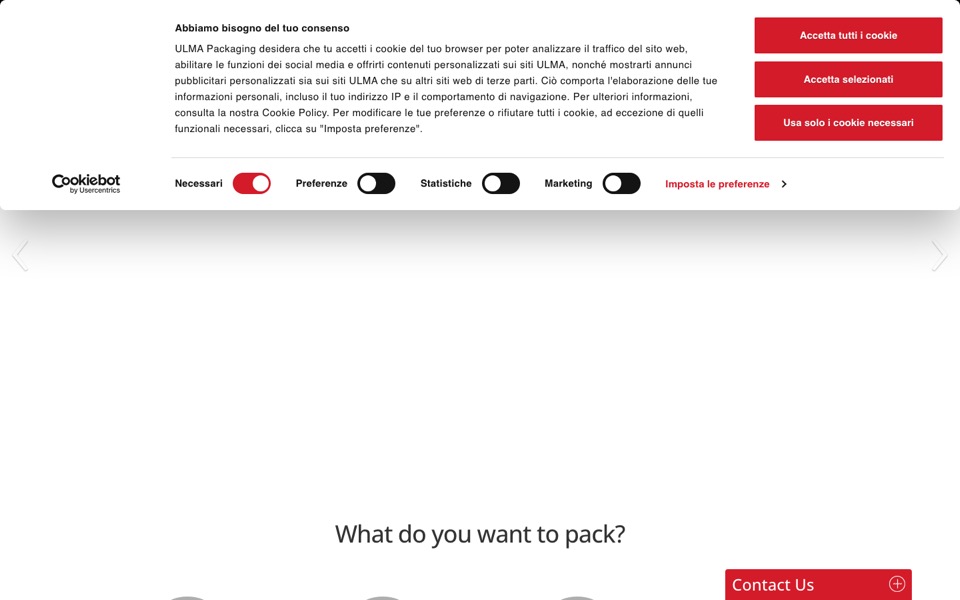 Abbiamo bisogno del tuo consenso
ULMA Packaging desidera che tu accetti i cookie del tuo browser per poter analizzare il traffico del sito web,
abilitare le funzioni dei social media e offrirti contenuti personalizzati sui siti ULMA, nonché mostrarti annunci
pubblicitari personalizzati sia sui siti ULMA che su altri siti web di terze parti. Ciò comporta l'elaborazione delle tue
informazioni personali, incluso il tuo indirizzo IP e il comportamento di navigazione. Per ulteriori informazioni,
consulta la nostra Cookie Policy. Per modificare le tue preferenze o rifiutare tutti i cookie, ad eccezione di quelli
funzionali necessari, clicca su "Imposta preferenze".
Accetta tutti i cookie
Accetta selezionati
Usa solo i cookie necessari
Cookiebot
by Usercentrics
Necessari
Preferenze
Statistiche
Marketing
Imposta le preferenze
What do you want to pack?
Contact Us